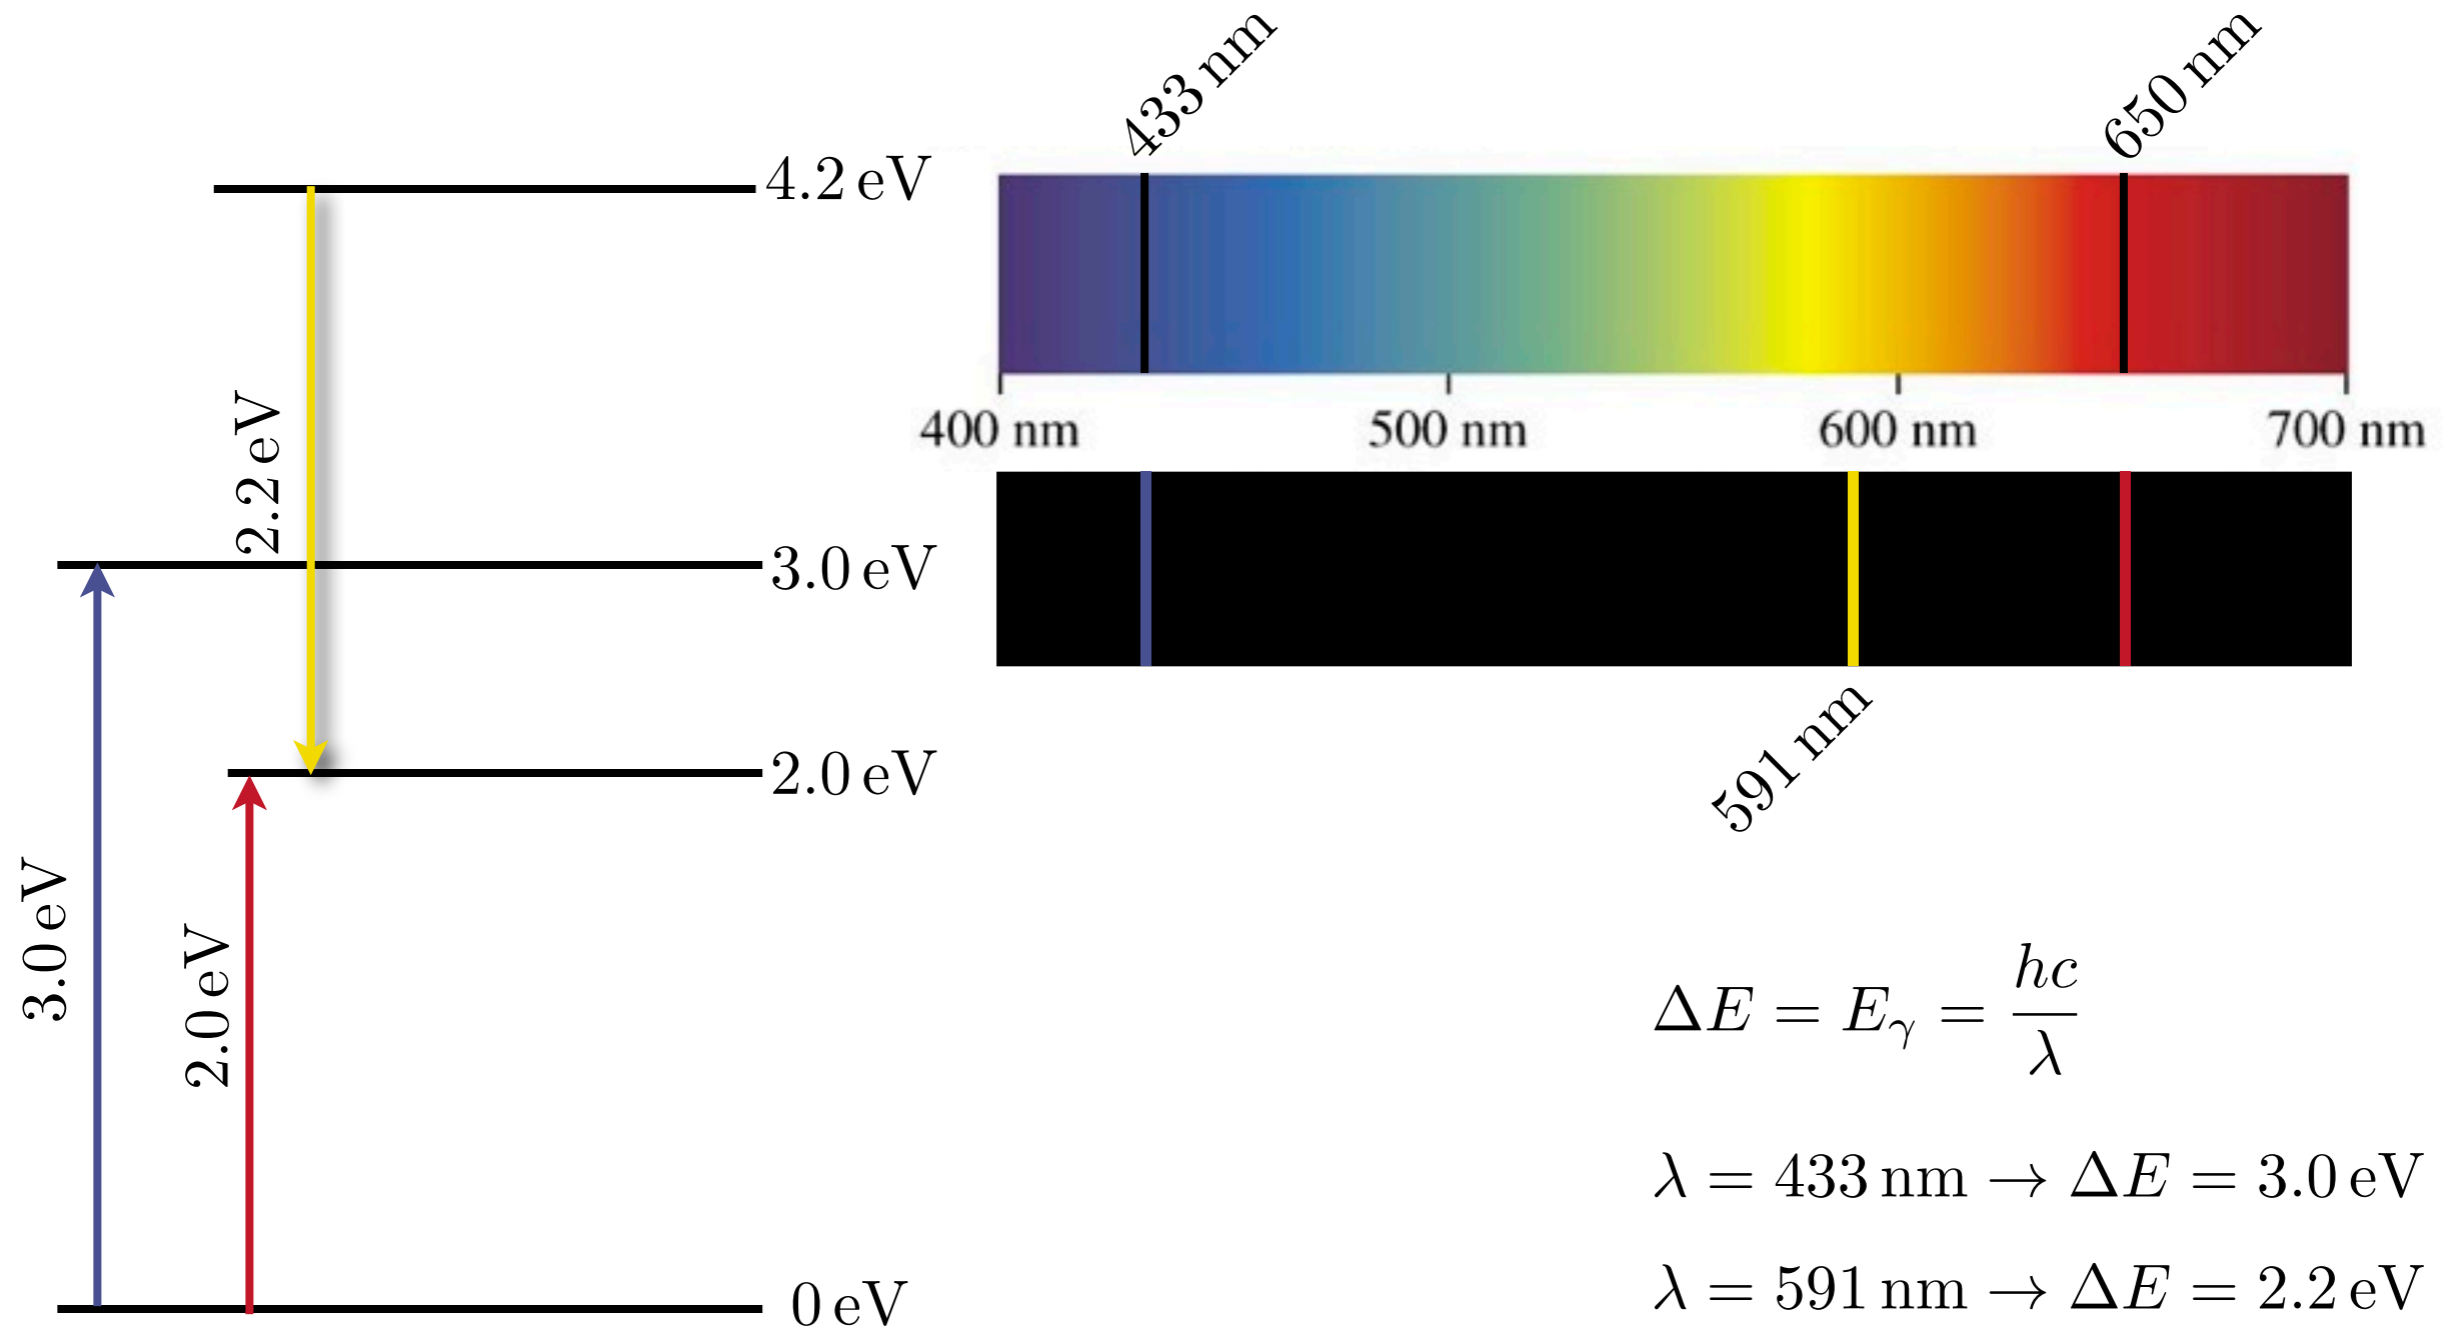 433 nm
650 nm
4.2 eV
400 nm 500 nm 600 nm 700 nm
2.2 eV
3.0 eV
591 nm
2.0 eV
3.0 eV
2.0 eV
ΔE = E_γ = hc/λ
λ = 433 nm → ΔE = 3.0 eV
λ = 591 nm → ΔE = 2.2 eV
0 eV